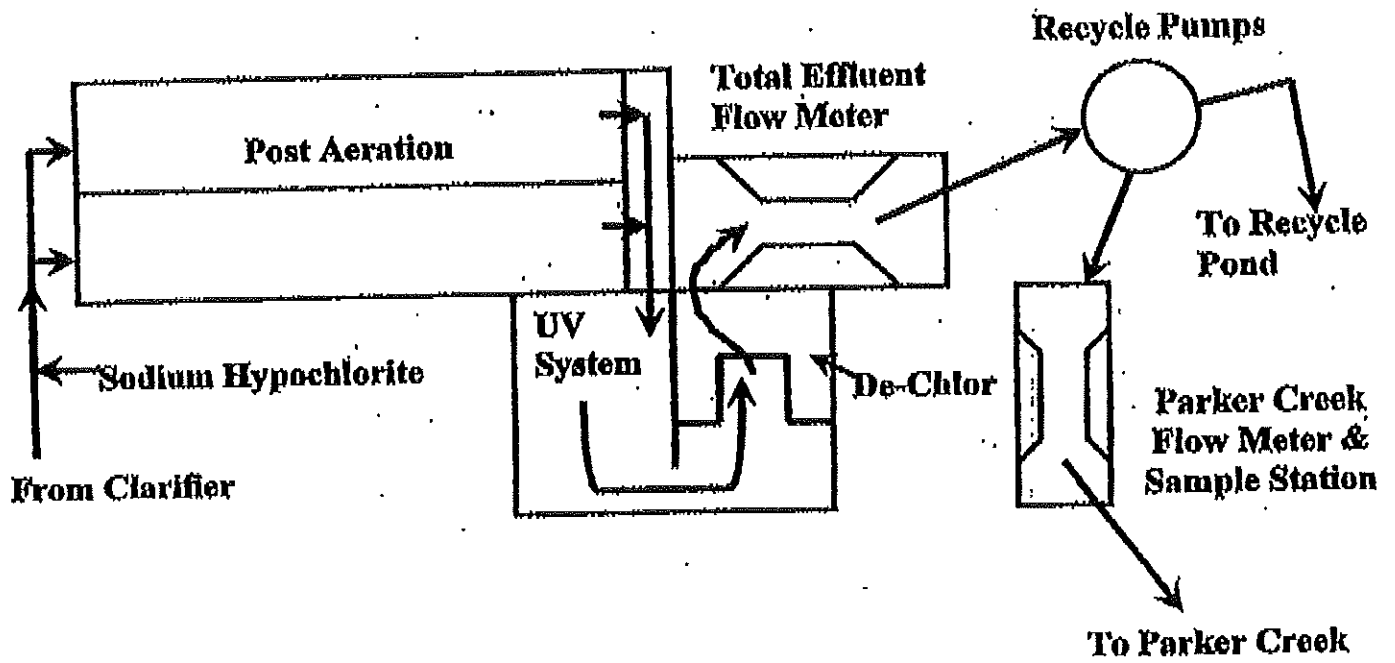 Recycle Pumps
Total Effluent
Flow Meter
Post Aeration
To Recycle
Pond
UV
System
Sodium Hypochlorite
De-Chlor
Parker Creek
Flow Meter &
Sample Station
From Clarifier
To Parker Creek